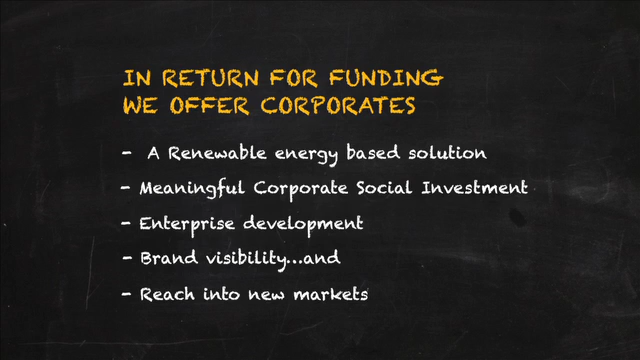 IN RETURN FOR FUNDING
WE OFFER CORPORATES
- A Renewable energy based solution
- Meaningful Corporate Social Investment
- Enterprise development
- Brand visibility...and
- Reach into new markets